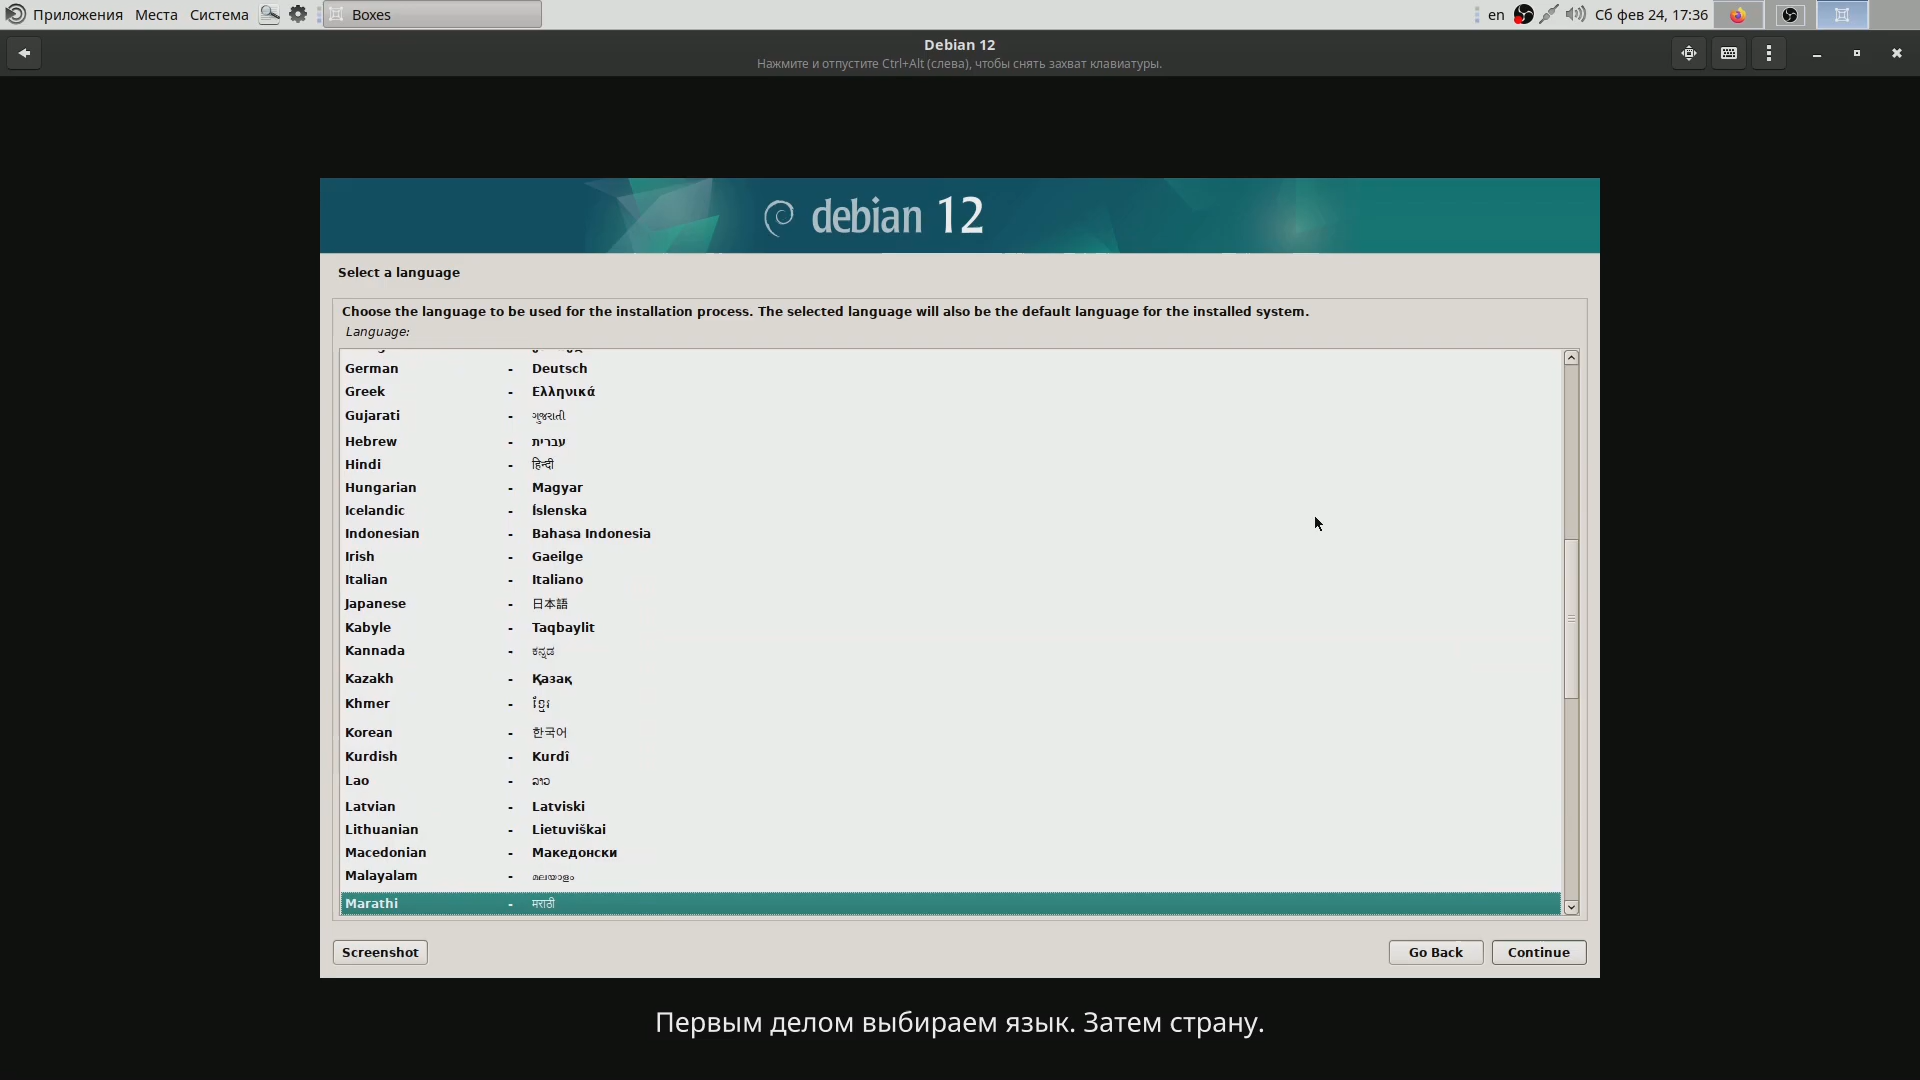 Приложения Места Система Boxes en Сб фев 24, 17:36
Debian 12
Нажмите и отпустите Ctrl+Alt (слева), чтобы снять захват клавиатуры.
debian 12
Select a language
Choose the language to be used for the installation process. The selected language will also be the default language for the installed system.
Language:
German - Deutsch
Greek - Ελληνικά
Gujarati - ગુજરાતી
Hebrew - עברית
Hindi - हिन्दी
Hungarian - Magyar
Icelandic - Íslenska
Indonesian - Bahasa Indonesia
Irish - Gaeilge
Italian - Italiano
Japanese - 日本語
Kabyle - Taqbaylit
Kannada - ಕನ್ನಡ
Kazakh - Қазақ
Khmer - ខ្មែរ
Korean - 한국어
Kurdish - Kurdî
Lao - ລາວ
Latvian - Latviski
Lithuanian - Lietuviškai
Macedonian - Македонски
Malayalam - മലയാളം
Marathi - मराठी
Screenshot Go Back Continue
Первым делом выбираем язык. Затем страну.